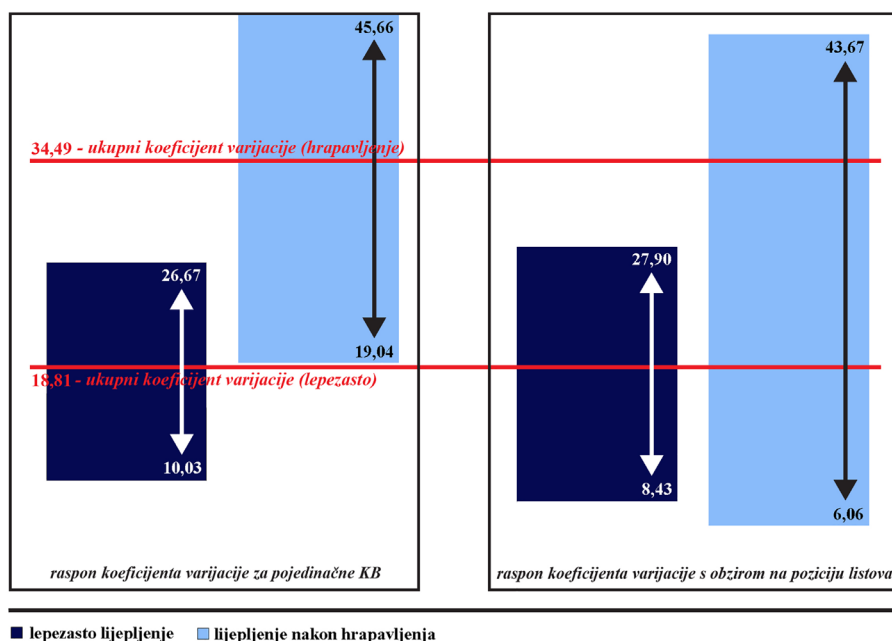 45,66
43,67
34,49 - ukupni koeficijent varijacije (hrapavljenje)
26,67
27,90
19,04
18,81 - ukupni koeficijent varijacije (lepezasto)
10,03
8,43
6,06
raspon koeficijenta varijacije za pojedinačne KB
raspon koeficijenta varijacije s obzirom na poziciju listova
lepezasto lijepljenje
lijepljenje nakon hrapavljenja